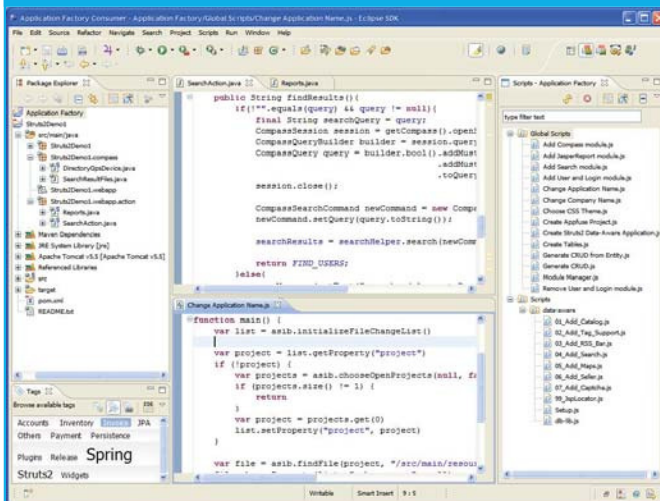 Application Factory Consumer - Application Factory/Global Scripts/Change Application Name.js - Eclipse SDK
File Edit Source Refactor Navigate Search Project Scripts Run Window Help
Package Explorer
Application Factory
Struts2Demo1
src/main/java
Struts2Demo1
Struts2Demo1.compass
DirectoryGpsDevice.java
SearchResultFiles.java
Struts2Demo1.webapp
Struts2Demo1.webapp.action
Reports.java
SearchAction.java
Maven Dependencies
JRE System Library [jre]
Apache Tomcat v5.5 [Apache Tomcat v5.5]
Referenced Libraries
src
target
pom.xml
README.txt
Tags
Browse available tags
Accounts Inventory Invoices JPA
Others Payment Persistence
Plugins Release Spring
Struts2 Widgets
SearchAction.java
Reports.java
public String findResults(){
if(!"".equals(query) && query != null){
final String searchQuery = query;
CompassSession session = getCompass().openS
CompassQueryBuilder builder = session.query
CompassQuery query = builder.bool().addMust
.addMust
.toQuery
session.close();
CompassSearchCommand newCommand = new Compa
newCommand.setQuery(query.toString());
searchResults = searchHelper.search(newComm
return FIND_USERS;
}else{
Change Application Name.js
function main() {
var list = asib.initializeFileChangeList()
var project = list.getProperty("project")
if (!project) {
var projects = asib.chooseOpenProjects(null, fa
if (projects.size() != 1) {
return
}
var project = projects.get(0)
list.setProperty("project", project)
}
var file = asib.findFile(project, "/src/main/resou
Scripts - Application Factory
type filter text
Global Scripts
Add Compass module.js
Add JasperReport module.js
Add Search module.js
Add User and Login module.js
Change Application Name.js
Change Company Name.js
Choose CSS Theme.js
Create Appfuse Project.js
Create Struts2 Data-Aware Application.js
Create Tables.js
Generate CRUD from Entity.js
Generate CRUD.js
Module Manager.js
Remove User and Login module.js
Scripts
data-aware
01_Add_Catalog.js
02_Add_Tag_Support.js
03_Add_RSS_Bar.js
04_Add_Search.js
05_Add_Maps.js
06_Add_Seller.js
07_Add_Captcha.js
99_JspLocator.js
Setup.js
db-lib.js
Writable Smart Insert 9 : 5